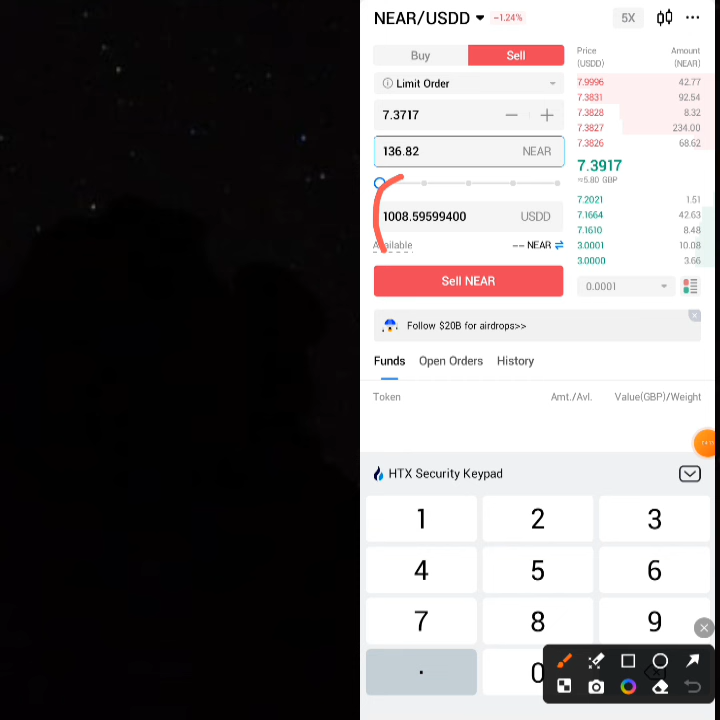 NEAR/USDD -1.24% 5X
Buy Sell
Limit Order
7.3717
136.82 NEAR
1008.59599400 USDD
Available -- NEAR
Sell NEAR
Price Amount
(USDD) (NEAR)
7.9996 42.77
7.3831 92.54
7.3828 8.32
7.3827 234.00
7.3826 68.62
7.3917
≈5.80 GBP
7.2021 1.51
7.1664 42.63
7.1610 8.48
3.0001 10.08
3.0000 3.66
0.0001
Follow $20B for airdrops>>
Funds Open Orders History
Token Amt./Avl. Value(GBP)/Weight
HTX Security Keypad
1 2 3
4 5 6
7 8 9
. 0